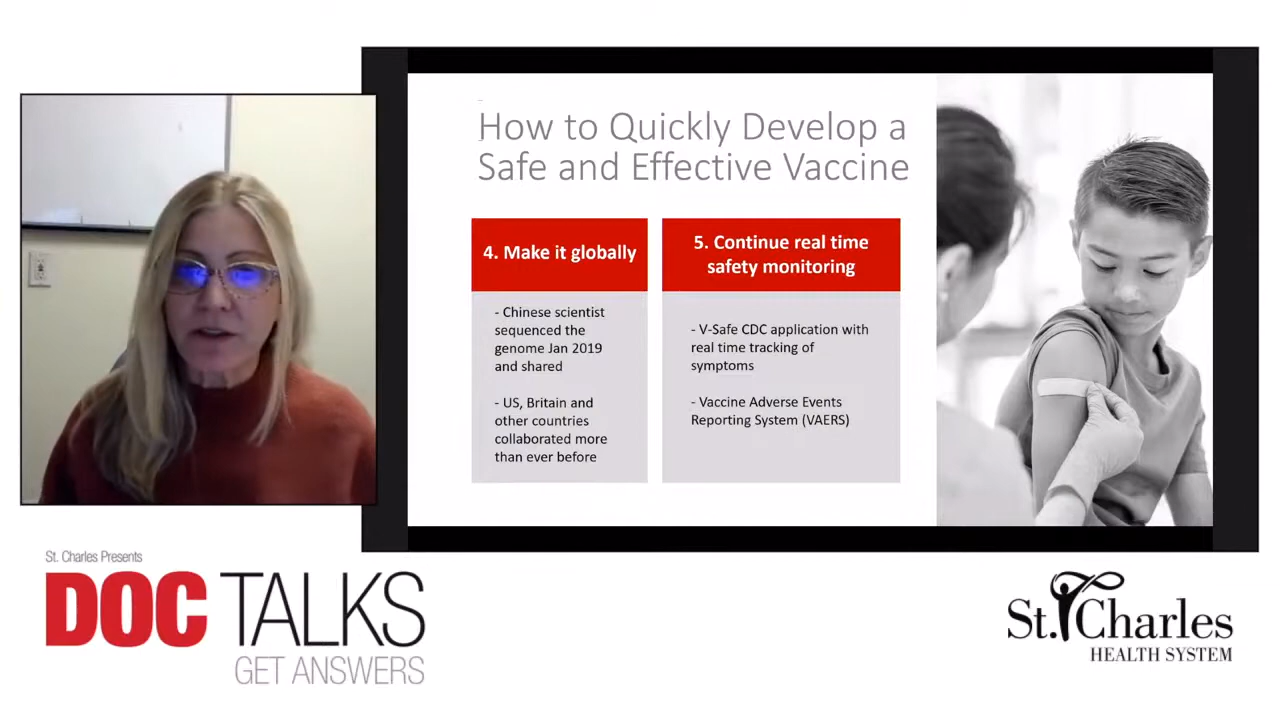 How to Quickly Develop a
Safe and Effective Vaccine
4. Make it globally
- Chinese scientist
sequenced the
genome Jan 2019
and shared
- US, Britain and
other countries
collaborated more
than ever before
5. Continue real time
safety monitoring
- V-Safe CDC application with
real time tracking of
symptoms
- Vaccine Adverse Events
Reporting System (VAERS)
St. Charles Presents
DOC TALKS
GET ANSWERS
St. Charles
HEALTH SYSTEM